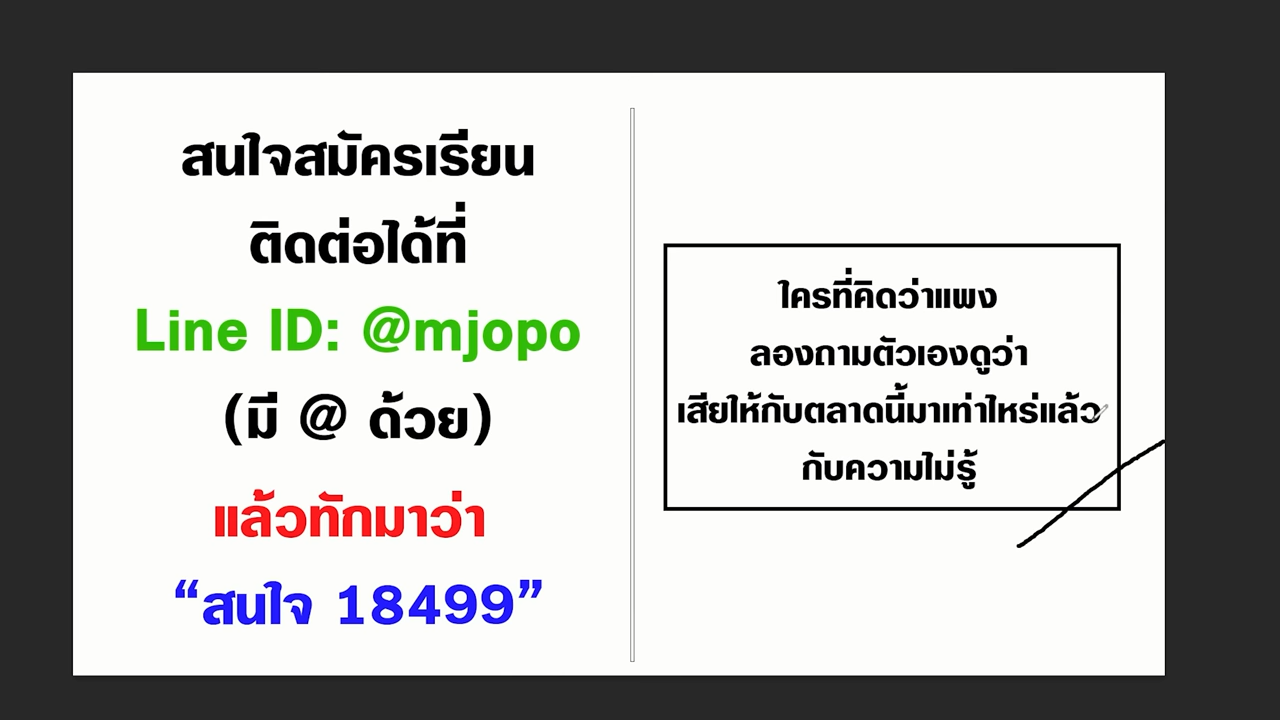 สนใจสมัครเรียน
ติดต่อได้ที่
Line ID: @mjopo
(มี @ ด้วย)
แล้วทักมาว่า
“สนใจ 18499”
ใครที่คิดว่าแพง
ลองถามตัวเองดูว่า
เสียให้กับตลาดนี้มาเท่าไหร่แล้ว
กับความไม่รู้